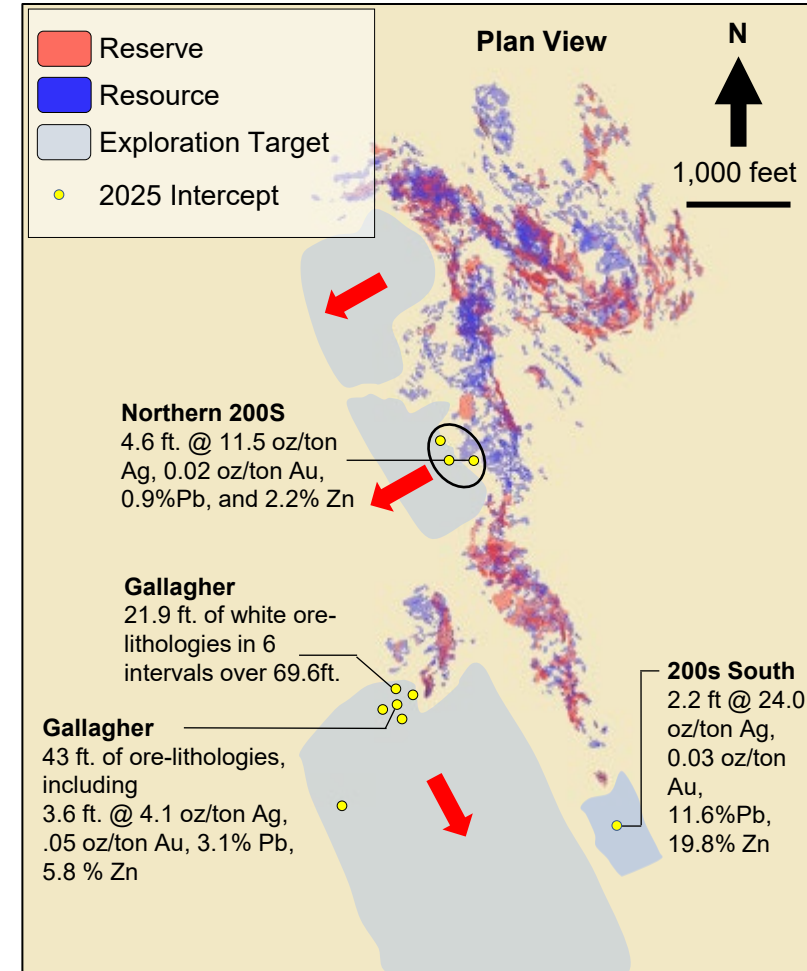 Reserve
Resource
Exploration Target
2025 Intercept
Plan View
N
1,000 feet
Northern 200S
4.6 ft. @ 11.5 oz/ton
Ag, 0.02 oz/ton Au,
0.9%Pb, and 2.2% Zn
Gallagher
21.9 ft. of white ore-
lithologies in 6
intervals over 69.6ft.
Gallagher
43 ft. of ore-lithologies,
including
3.6 ft. @ 4.1 oz/ton Ag,
.05 oz/ton Au, 3.1% Pb,
5.8 % Zn
200s South
2.2 ft @ 24.0
oz/ton Ag,
0.03 oz/ton
Au,
11.6%Pb,
19.8% Zn